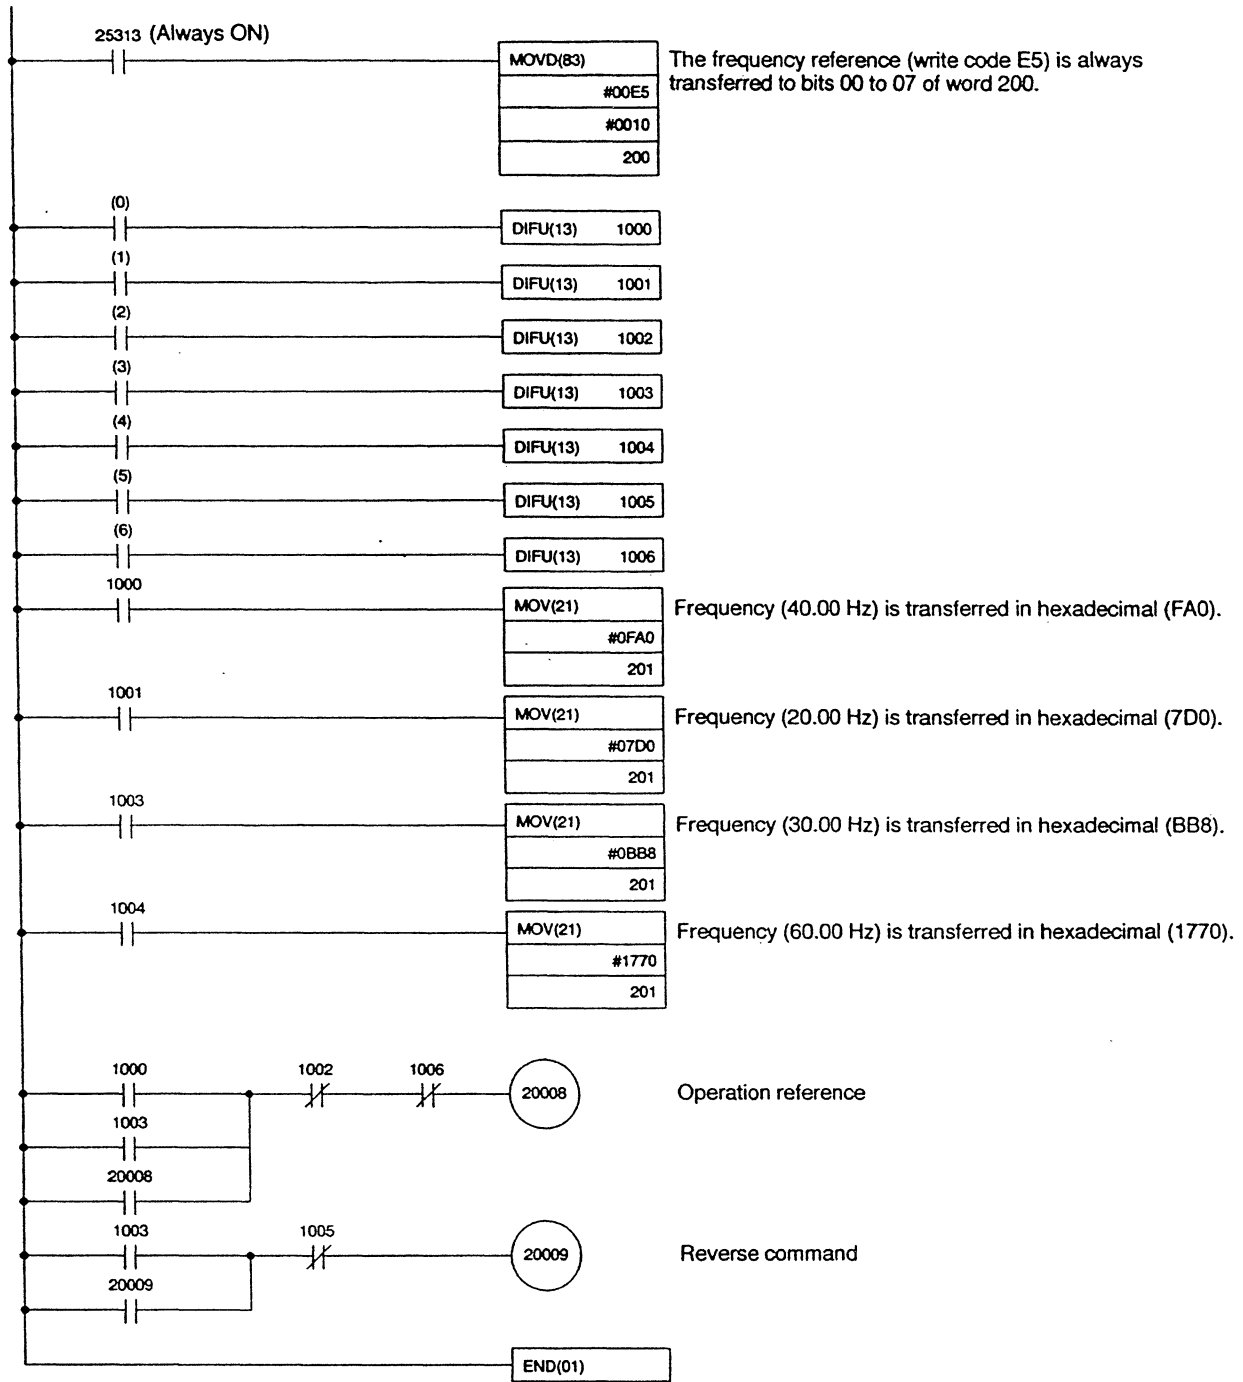 25313 (Always ON)
MOVD(83)
#00E5
#0010
200
The frequency reference (write code E5) is always
transferred to bits 00 to 07 of word 200.
(0)
DIFU(13) 1000
(1)
DIFU(13) 1001
(2)
DIFU(13) 1002
(3)
DIFU(13) 1003
(4)
DIFU(13) 1004
(5)
DIFU(13) 1005
(6)
DIFU(13) 1006
1000
MOV(21)
#0FA0
201
Frequency (40.00 Hz) is transferred in hexadecimal (FA0).
1001
MOV(21)
#07D0
201
Frequency (20.00 Hz) is transferred in hexadecimal (7D0).
1003
MOV(21)
#0BB8
201
Frequency (30.00 Hz) is transferred in hexadecimal (BB8).
1004
MOV(21)
#1770
201
Frequency (60.00 Hz) is transferred in hexadecimal (1770).
1000 1002 1006
20008 Operation reference
1003
20008
1003 1005
20009 Reverse command
20009
END(01)